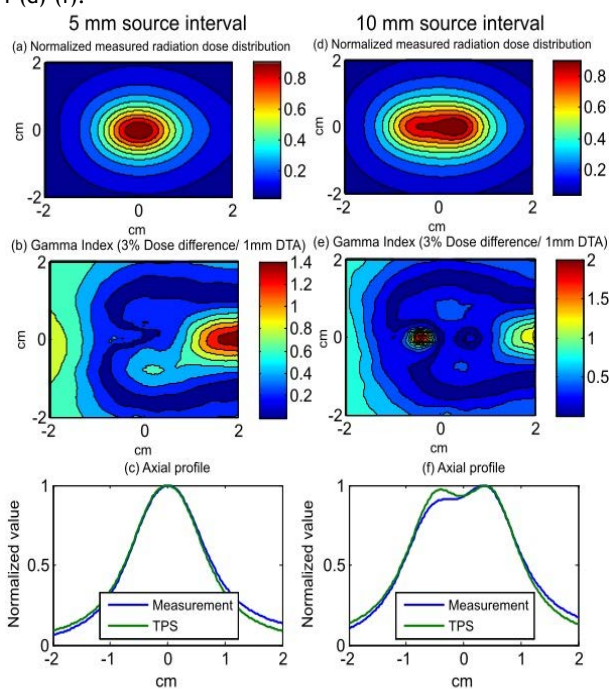 5 mm source interval
10 mm source interval
(a) Normalized measured radiation dose distribution
(d) Normalized measured radiation dose distribution
2
0
-2
cm
-2
0
2
cm
0.8
0.6
0.4
0.2
2
0
-2
cm
-2
0
2
cm
0.8
0.6
0.4
0.2
(b) Gamma Index (3% Dose difference/ 1mm DTA)
(e) Gamma Index (3% Dose difference/ 1mm DTA)
2
0
-2
cm
-2
0
2
cm
1.4
1.2
1
0.8
0.6
0.4
0.2
2
0
-2
cm
-2
0
2
cm
2
1.5
1
0.5
(c) Axial profile
(f) Axial profile
Normalized value
1
0.5
0
-2
-1
0
1
2
cm
Measurement
TPS
Normalized value
1
0.5
0
-2
-1
0
1
2
cm
Measurement
TPS